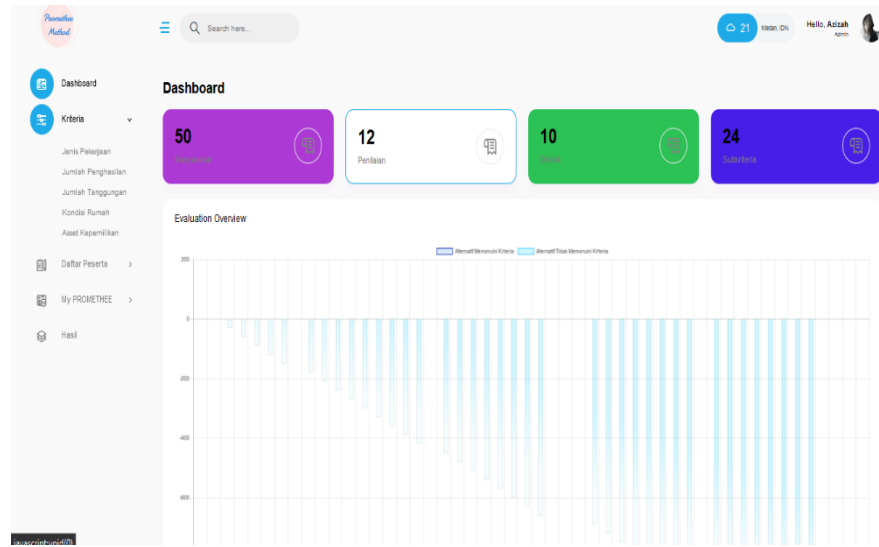 Promethee
Method
Search here...
21
Medan, IDN
Hello, Azizah
Admin
Dashboard
Kriteria
Jenis Pekerjaan
Jumlah Penghasilan
Jumlah Tanggungan
Kondisi Rumah
Asset Kepemilikan
Daftar Peserta
My PROMETHEE
Hasil
Dashboard
50
12
Penilaian
10
24
Subkriteria
Evaluation Overview
Alternatif Memenuhi Kriteria
Alternatif Tidak Memenuhi Kriteria
200
0
-200
-400
-600
javascript:void(0)